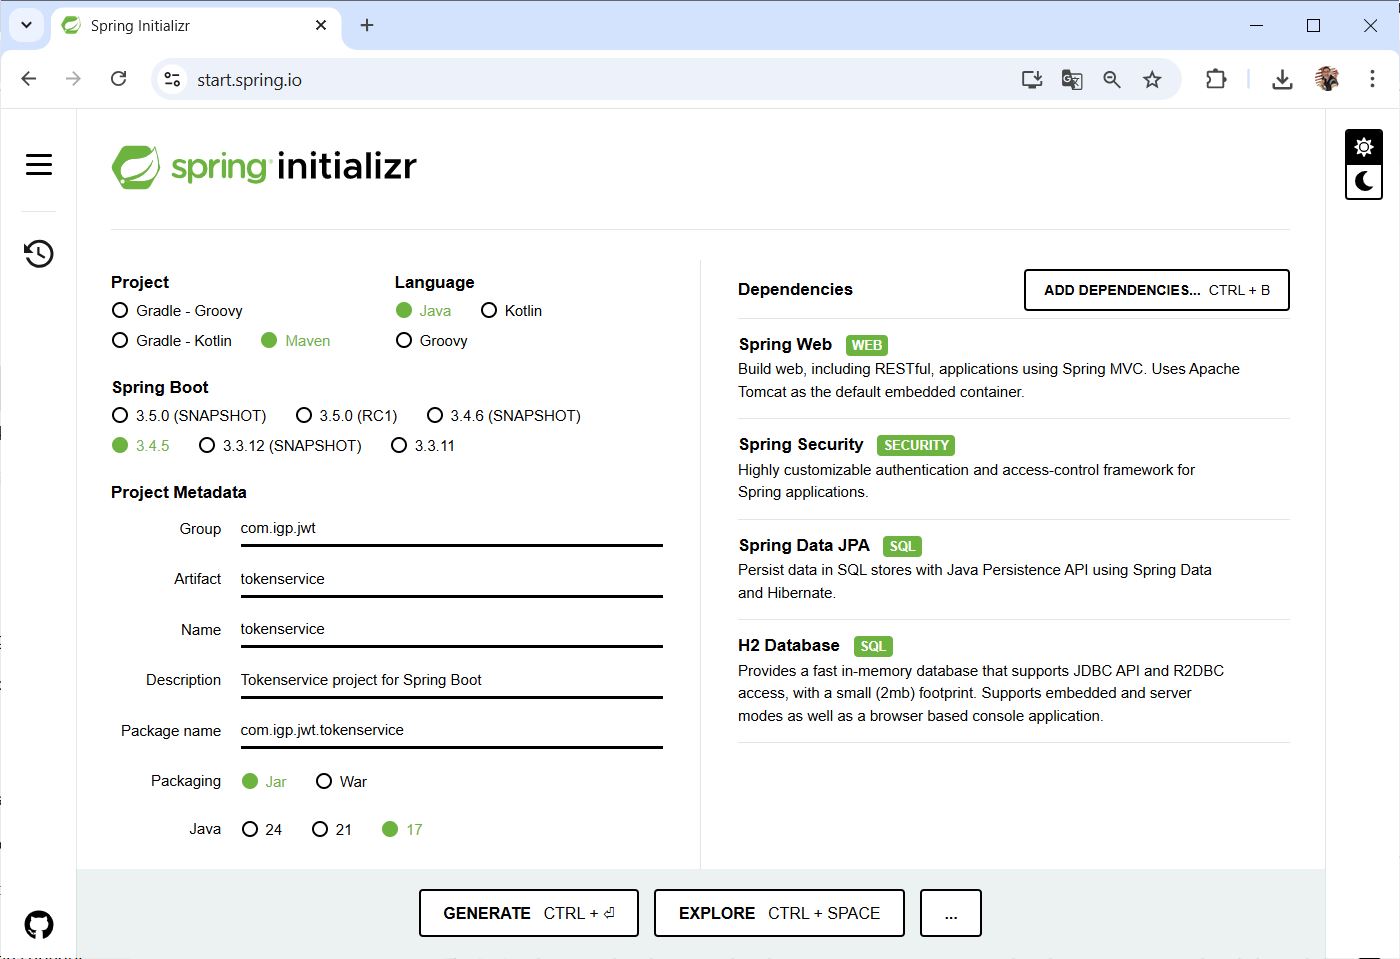 Spring Initializr
start.spring.io
spring initializr
Project
Gradle - Groovy
Gradle - Kotlin Maven
Language
Java Kotlin
Groovy
Spring Boot
3.5.0 (SNAPSHOT) 3.5.0 (RC1) 3.4.6 (SNAPSHOT)
3.4.5 3.3.12 (SNAPSHOT) 3.3.11
Project Metadata
Group com.igp.jwt
Artifact tokenservice
Name tokenservice
Description Tokenservice project for Spring Boot
Package name com.igp.jwt.tokenservice
Packaging Jar War
Java 24 21 17
Dependencies
ADD DEPENDENCIES... CTRL + B
Spring Web WEB
Build web, including RESTful, applications using Spring MVC. Uses Apache
Tomcat as the default embedded container.
Spring Security SECURITY
Highly customizable authentication and access-control framework for
Spring applications.
Spring Data JPA SQL
Persist data in SQL stores with Java Persistence API using Spring Data
and Hibernate.
H2 Database SQL
Provides a fast in-memory database that supports JDBC API and R2DBC
access, with a small (2mb) footprint. Supports embedded and server
modes as well as a browser based console application.
GENERATE CTRL + ⏎
EXPLORE CTRL + SPACE
...